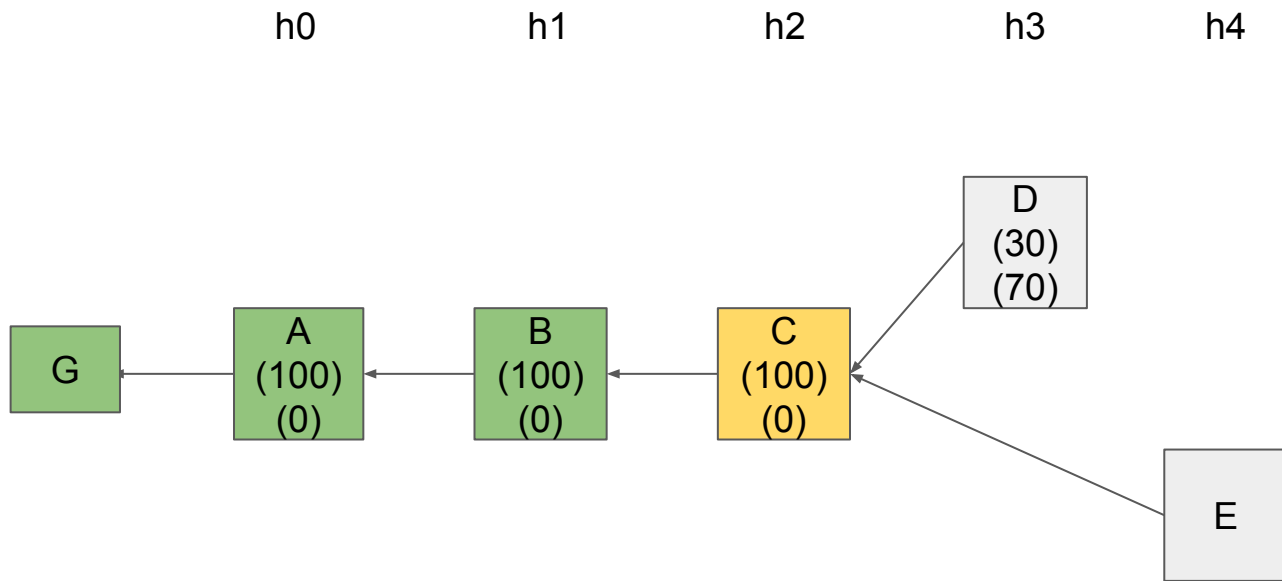 h0 h1 h2 h3 h4
D
(30)
(70)
G
A
(100)
(0)
B
(100)
(0)
C
(100)
(0)
E